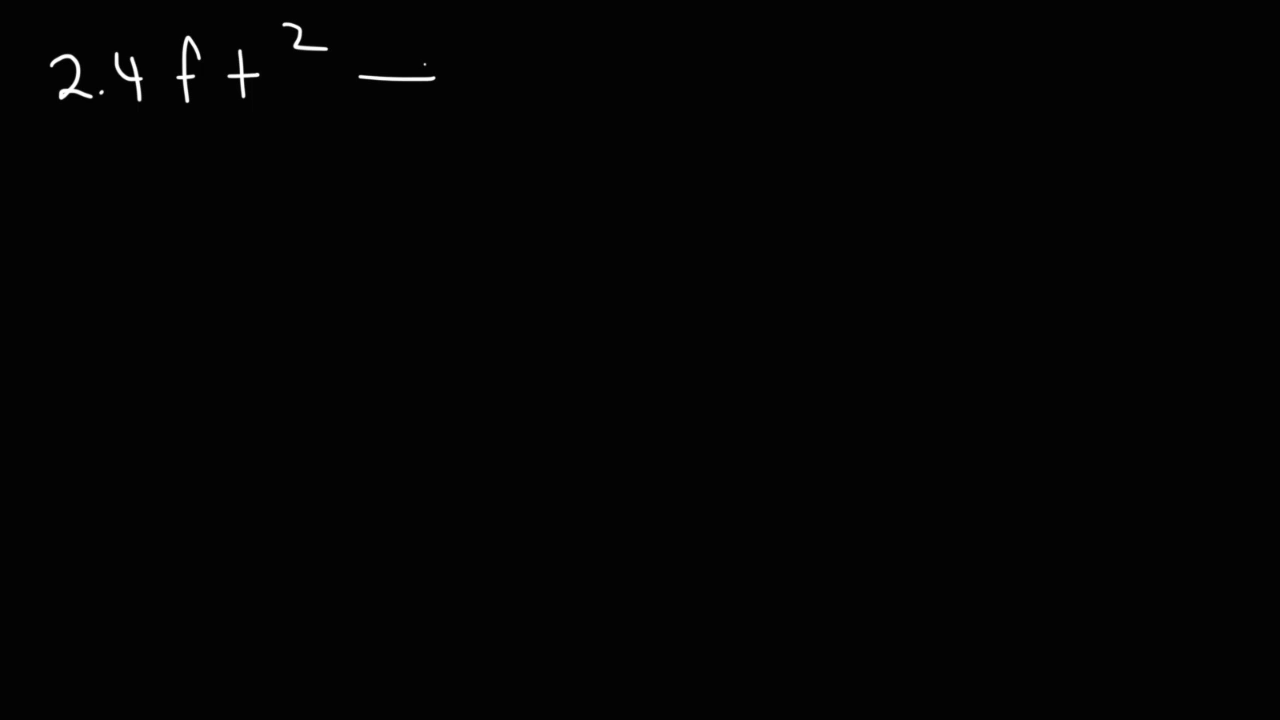 2.4 ft² —